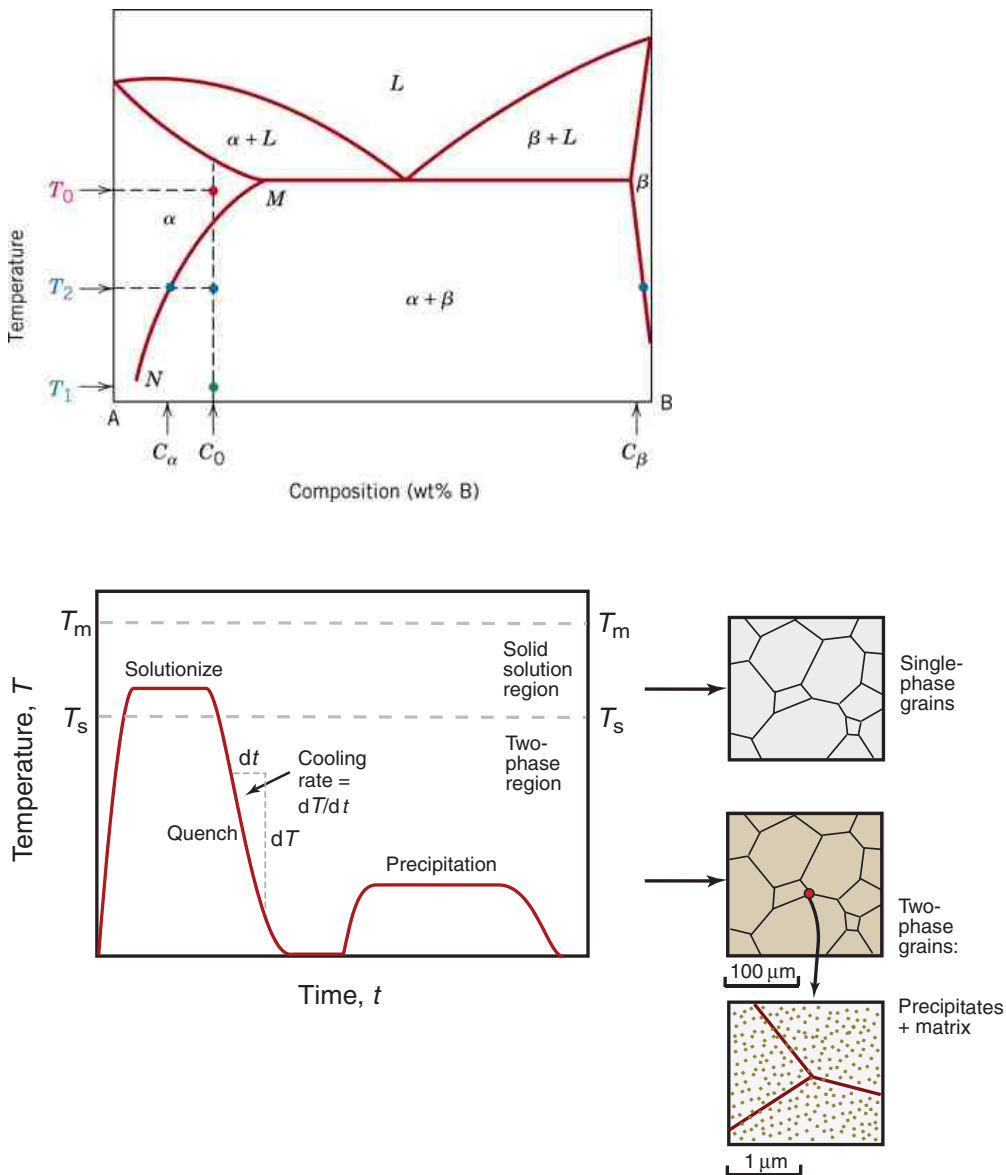 L
α + L
β + L
T₀
M
β
α
Temperature
T₂
α + β
N
T₁
A
B
Cα
C₀
Cβ
Composition (wt% B)
Tm
Tm
Solutionize
Solid
solution
region
Single-
phase
grains
Ts
Ts
Two-
phase
region
dt
Cooling
rate =
dT/dt
Temperature, T
Quench
dT
Precipitation
Two-
phase
grains:
100 μm
Time, t
Precipitates
+ matrix
1 μm